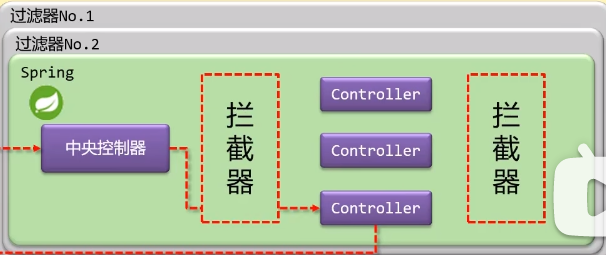 过滤器No.1
过滤器No.2
Spring
中央控制器
拦截器
Controller
Controller
Controller
拦截器